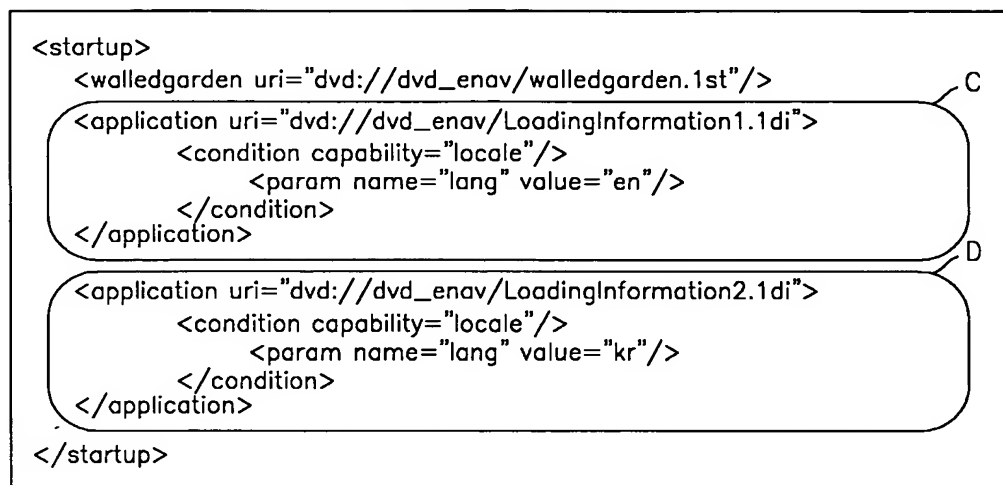 <startup>
<walledgarden uri="dvd://dvd_enav/walledgarden.1st"/>
C
<application uri="dvd://dvd_enav/LoadingInformation1.1di">
<condition capability="locale"/>
<param name="lang" value="en"/>
</condition>
</application>
D
<application uri="dvd://dvd_enav/LoadingInformation2.1di">
<condition capability="locale"/>
<param name="lang" value="kr"/>
</condition>
</application>
</startup>